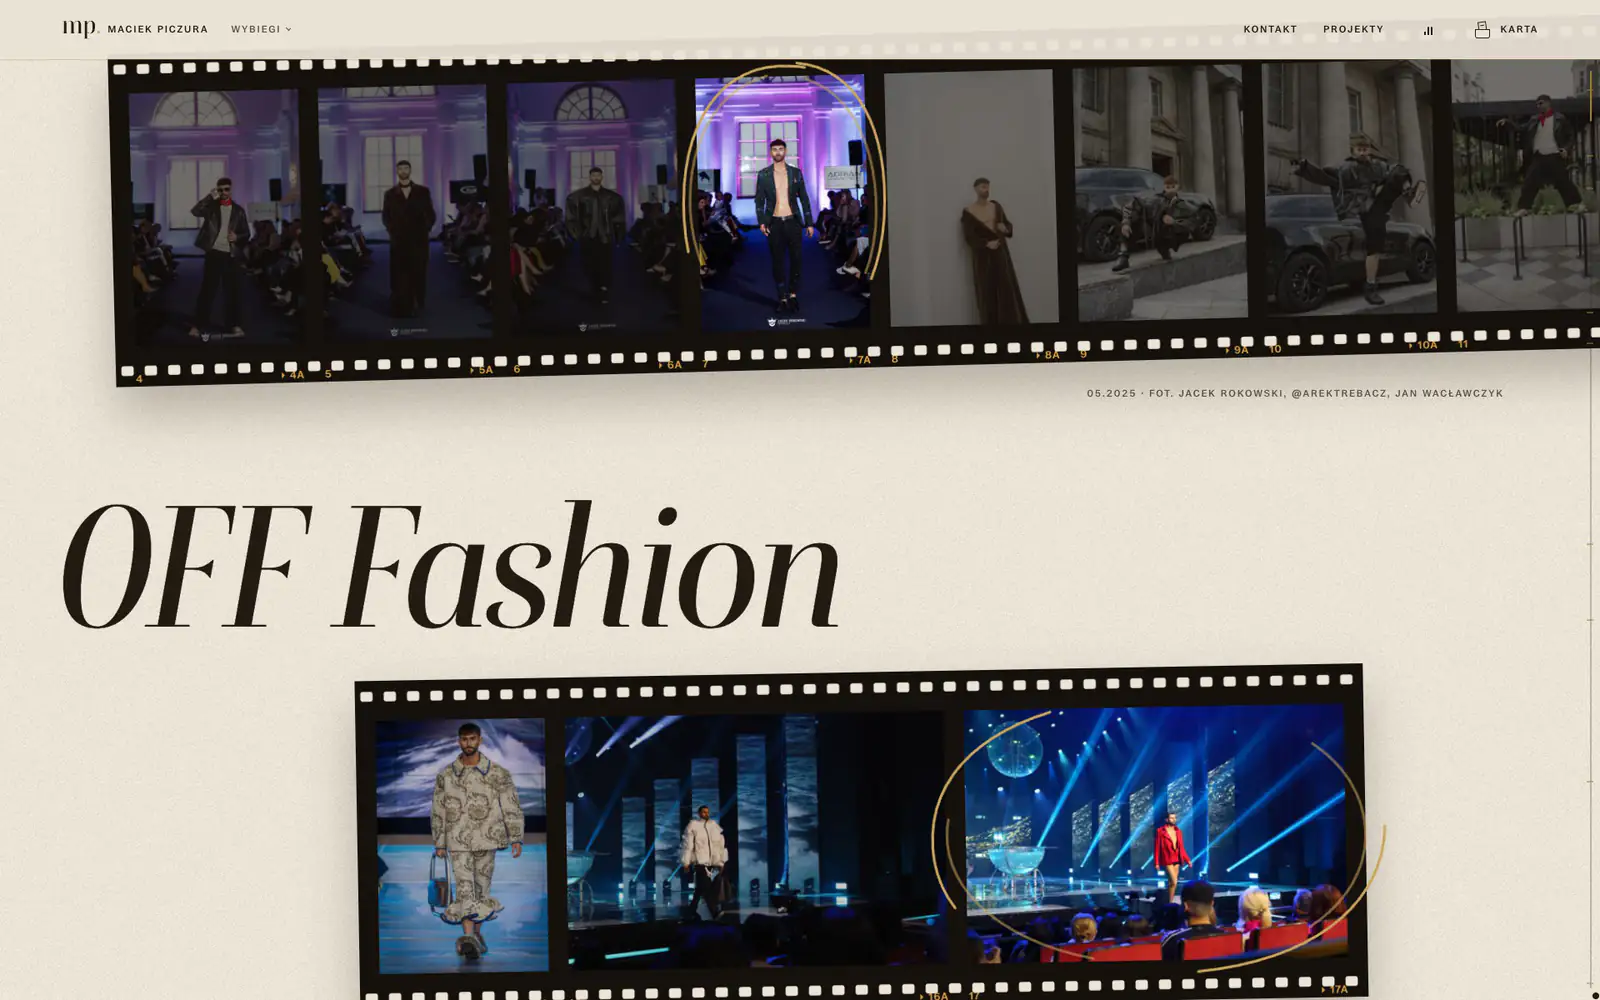 mp. MACIEK PICZURA WYBIEGI KONTAKT PROJEKTY KARTA
4 4A 5 5A 6 6A 7 7A 8 8A 9 9A 10 10A 11
05.2025 · FOT. JACEK ROKOWSKI, @AREKTREBACZ, JAN WACŁAWCZYK
OFF Fashion
16A 17 17A